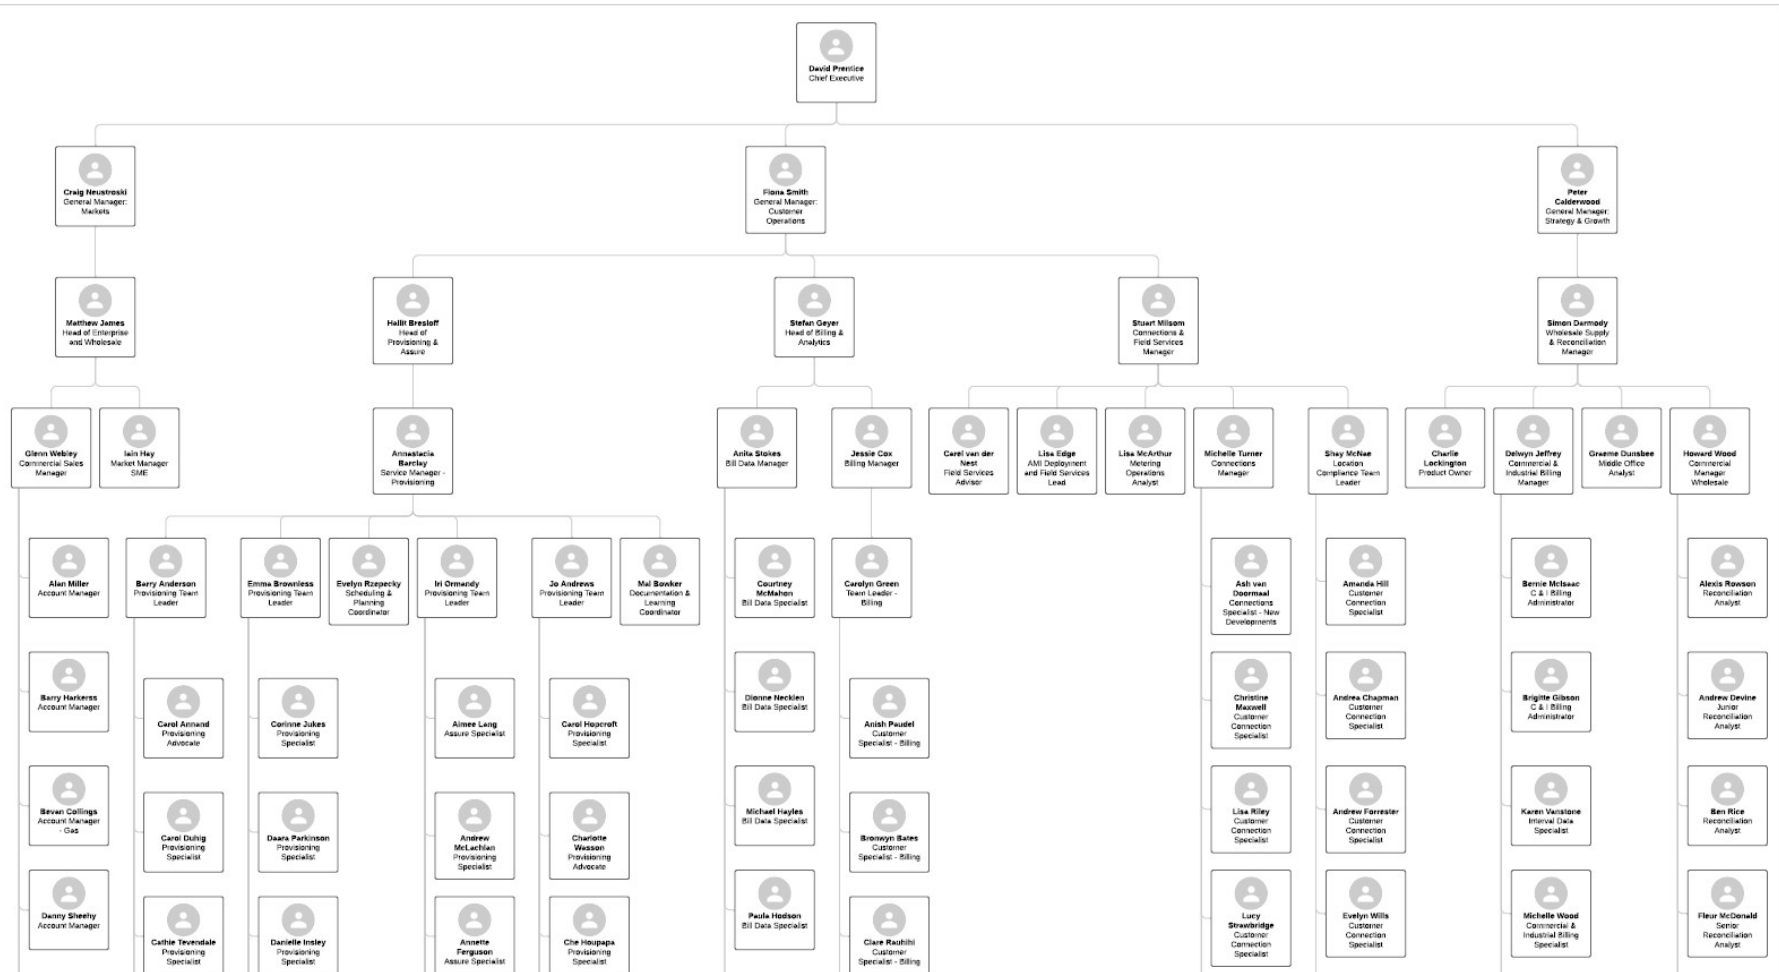 David Prentice
Chief Executive
Craig Neustroski
General Manager:
Markets
Fiona Smith
General Manager:
Customer
Operations
Peter
Calderwood
General Manager:
Strategy & Growth
Matthew James
Head of Enterprise
and Wholesale
Hallit Bresloff
Head of
Provisioning &
Assure
Stefan Geyer
Head of Billing &
Analytics
Stuart Milsom
Connections &
Field Services
Manager
Simon Darmody
Wholesale Supply
& Reconciliation
Manager
Glenn Webley
Commercial Sales
Manager
Iain Hay
Market Manager
SME
Annastacia
Barclay
Service Manager -
Provisioning
Anita Stokes
Bill Data Manager
Jessie Cox
Billing Manager
Carel van der
Nest
Field Services
Advisor
Lisa Edge
AMI Deployment
and Field Services
Lead
Lisa McArthur
Metering
Operations
Analyst
Michelle Turner
Connections
Manager
Shay McNae
Location
Compliance Team
Leader
Charlie
Lockington
Product Owner
Delwyn Jeffrey
Commercial &
Industrial Billing
Manager
Graeme Dunsbee
Middle Office
Analyst
Howard Wood
Commercial
Manager
Wholesale
Alan Miller
Account Manager
Barry Anderson
Provisioning Team
Leader
Emma Brownless
Provisioning Team
Leader
Evelyn Rzepecky
Scheduling &
Planning
Coordinator
Iri Ormandy
Provisioning Team
Leader
Jo Andrews
Provisioning Team
Leader
Mal Bowker
Documentation &
Learning
Coordinator
Courtney
McMahon
Bill Data Specialist
Carolyn Green
Team Leader -
Billing
Ash van
Doormaal
Connections
Specialist - New
Developments
Amanda Hill
Customer
Connection
Specialist
Bernie McIsaac
C & I Billing
Administrator
Alexis Rowson
Reconciliation
Analyst
Barry Harkerss
Account Manager
Carol Annand
Provisioning
Advocate
Corinne Jukes
Provisioning
Specialist
Aimee Lang
Assure Specialist
Carol Hopcroft
Provisioning
Specialist
Dionne Necklen
Bill Data Specialist
Anish Paudel
Customer
Specialist - Billing
Christine
Maxwell
Customer
Connection
Specialist
Andrea Chapman
Customer
Connection
Specialist
Brigitte Gibson
C & I Billing
Administrator
Andrew Devine
Junior
Reconciliation
Analyst
Bevan Collings
Account Manager
- Gas
Carol Duhig
Provisioning
Specialist
Daara Parkinson
Provisioning
Specialist
Andrew
McLachlan
Provisioning
Specialist
Charlotte
Wasson
Provisioning
Advocate
Michael Hayles
Bill Data Specialist
Bronwyn Bates
Customer
Specialist - Billing
Lisa Riley
Customer
Connection
Specialist
Andrew Forrester
Customer
Connection
Specialist
Karen Vanstone
Interval Data
Specialist
Ben Rice
Reconciliation
Analyst
Danny Sheehy
Account Manager
Cathie Tevendale
Provisioning
Specialist
Danielle Insley
Provisioning
Specialist
Annette
Ferguson
Assure Specialist
Che Houpapa
Provisioning
Specialist
Paula Hodson
Bill Data Specialist
Clare Rauhihi
Customer
Specialist - Billing
Lucy
Strawbridge
Customer
Connection
Specialist
Evelyn Wills
Customer
Connection
Specialist
Michelle Wood
Commercial &
Industrial Billing
Specialist
Fleur McDonald
Senior
Reconciliation
Analyst